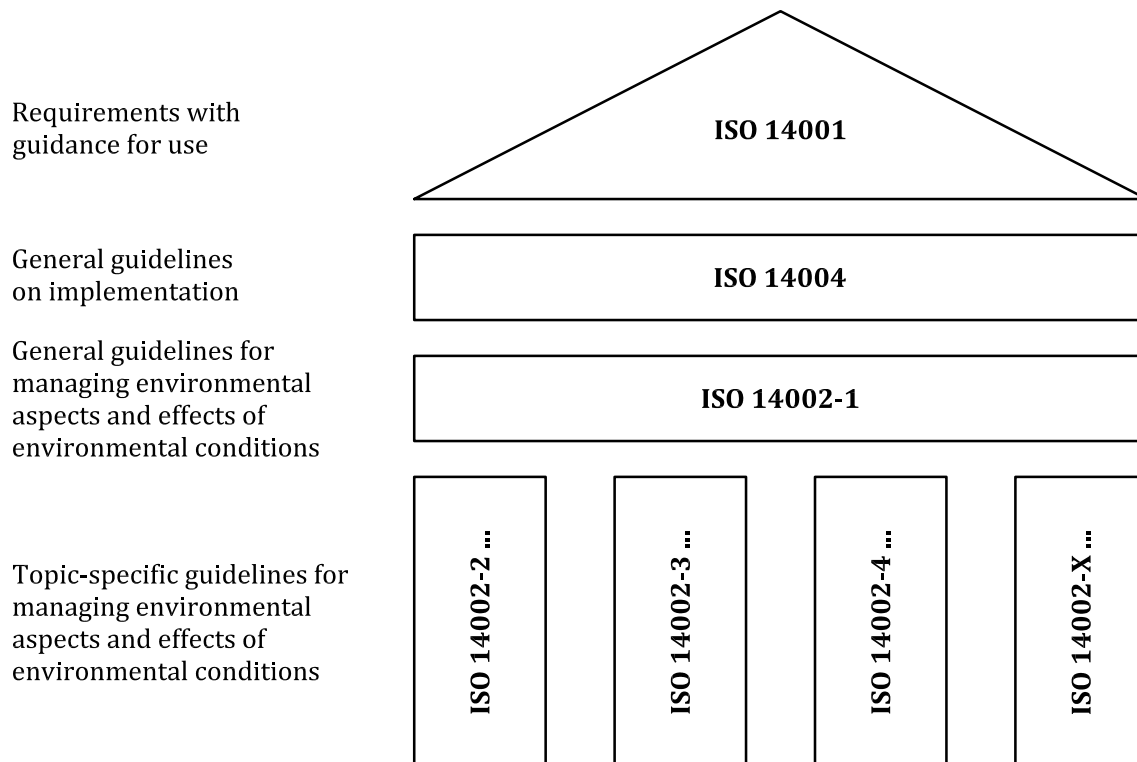 Requirements with
guidance for use
ISO 14001
General guidelines
on implementation
ISO 14004
General guidelines for
managing environmental
aspects and effects of
environmental conditions
ISO 14002-1
Topic-specific guidelines for
managing environmental
aspects and effects of
environmental conditions
ISO 14002-2 ...
ISO 14002-3 ...
ISO 14002-4 ...
ISO 14002-X ...